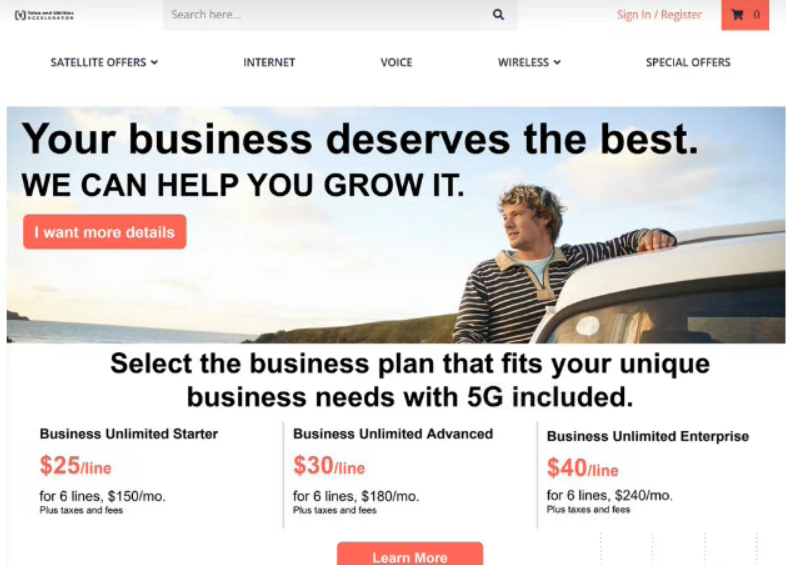 Telco and Utilities
ACCELERATOR
Search here...
Sign In / Register
0
SATELLITE OFFERS
INTERNET
VOICE
WIRELESS
SPECIAL OFFERS
Your business deserves the best.
WE CAN HELP YOU GROW IT.
I want more details
Select the business plan that fits your unique
business needs with 5G included.
Business Unlimited Starter
$25/line
for 6 lines, $150/mo.
Plus taxes and fees
Business Unlimited Advanced
$30/line
for 6 lines, $180/mo.
Plus taxes and fees
Business Unlimited Enterprise
$40/line
for 6 lines, $240/mo.
Plus taxes and fees
Learn More